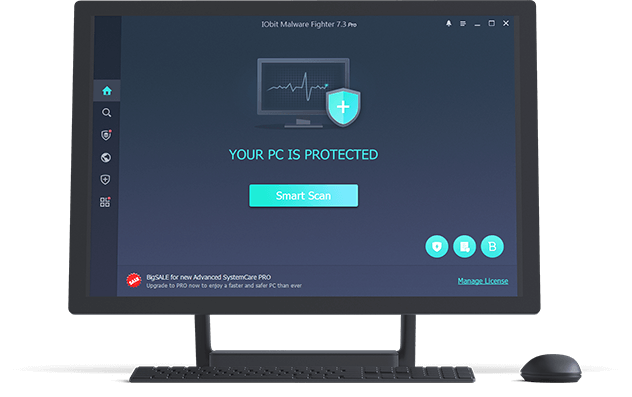 IObit Malware Fighter 7.3 Pro
YOUR PC IS PROTECTED
Smart Scan
SALE
BigSALE for new Advanced SystemCare PRO
Upgrade to PRO now to enjoy a faster and safer PC than ever
Manage License